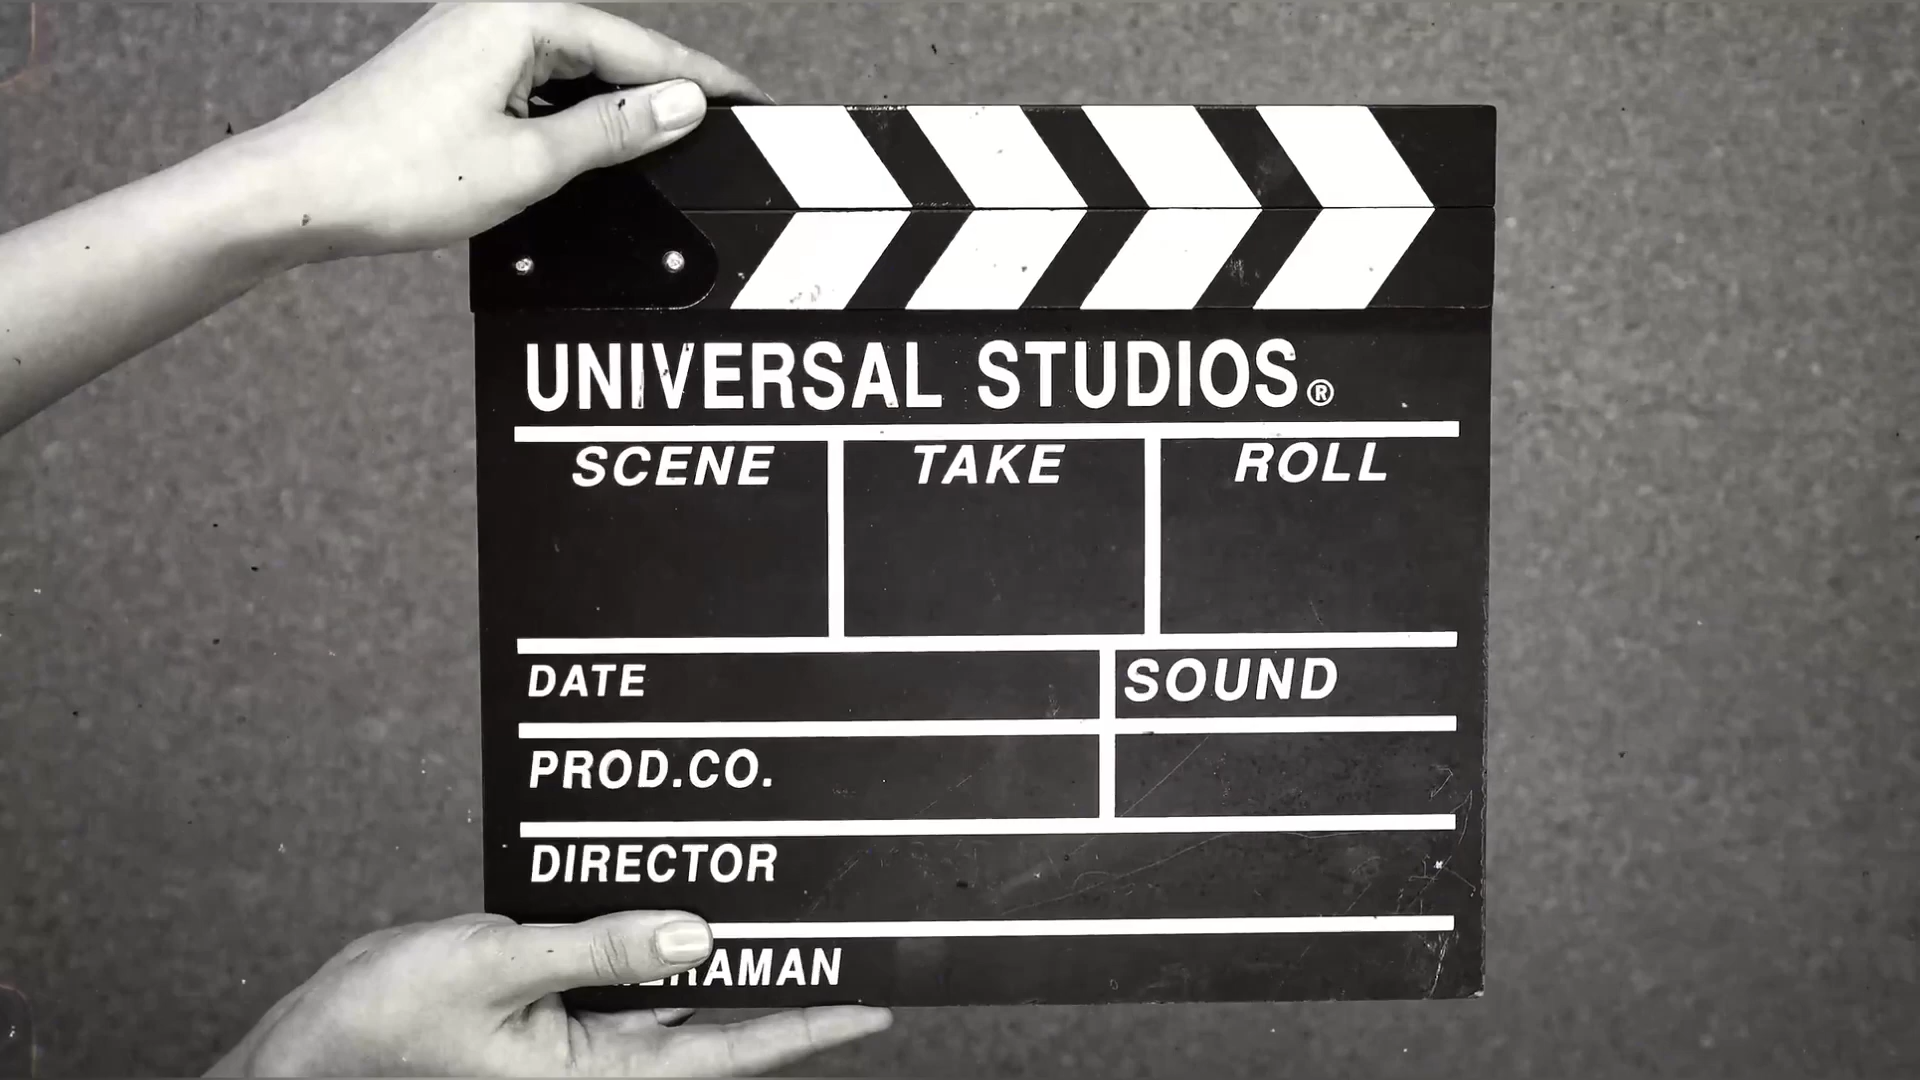 UNIVERSAL STUDIOS®
SCENE TAKE ROLL
DATE SOUND
PROD.CO.
DIRECTOR